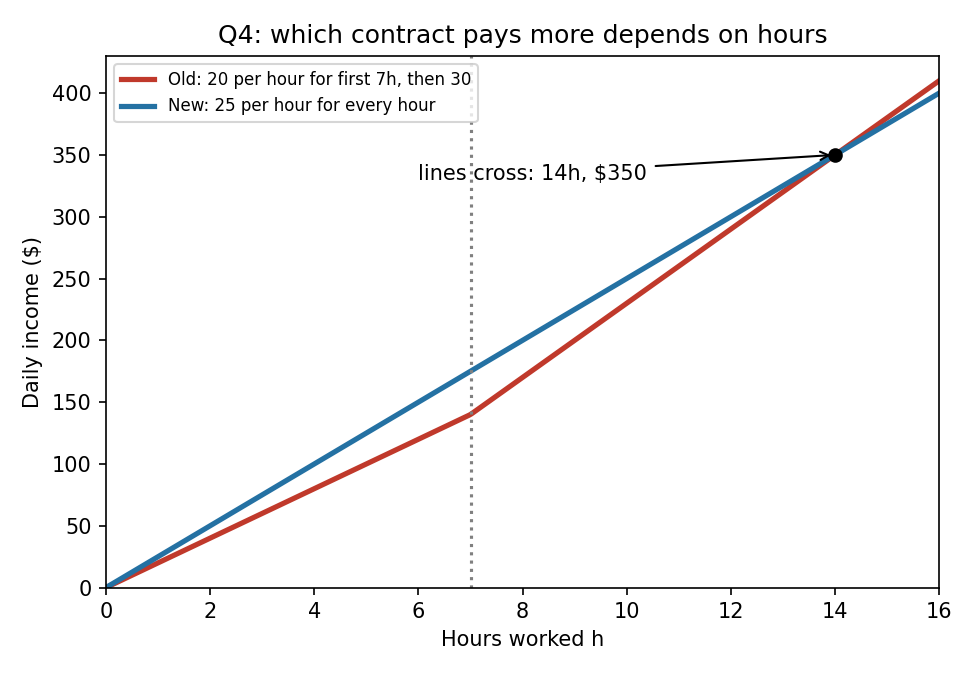 Q4: which contract pays more depends on hours
Old: 20 per hour for first 7h, then 30
New: 25 per hour for every hour
lines cross: 14h, $350
Daily income ($)
400
350
300
250
200
150
100
50
0
0 2 4 6 8 10 12 14 16
Hours worked h